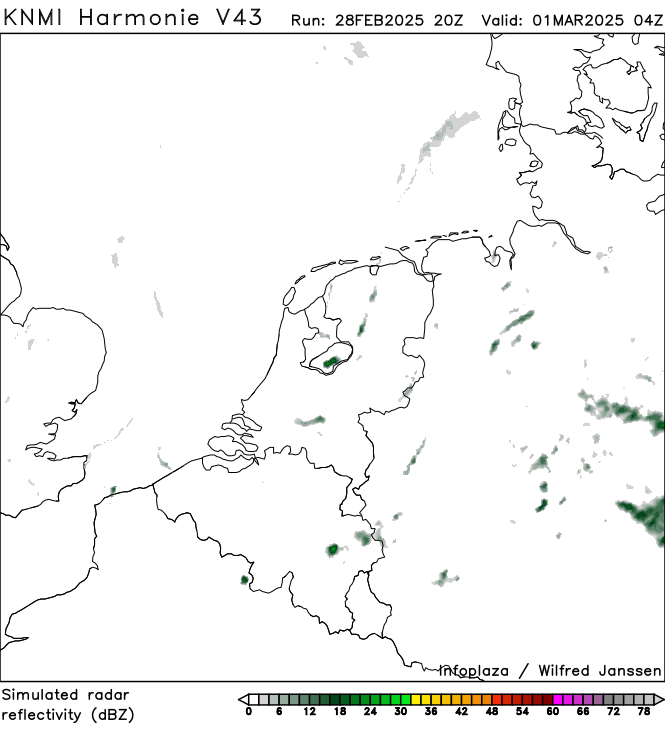 KNMI Harmonie V43 Run: 28FEB2025 20Z Valid: 01MAR2025 04Z
Infoplaza / Wilfred Janssen
Simulated radar
reflectivity (dBZ)
0 6 12 18 24 30 36 42 48 54 60 66 72 78